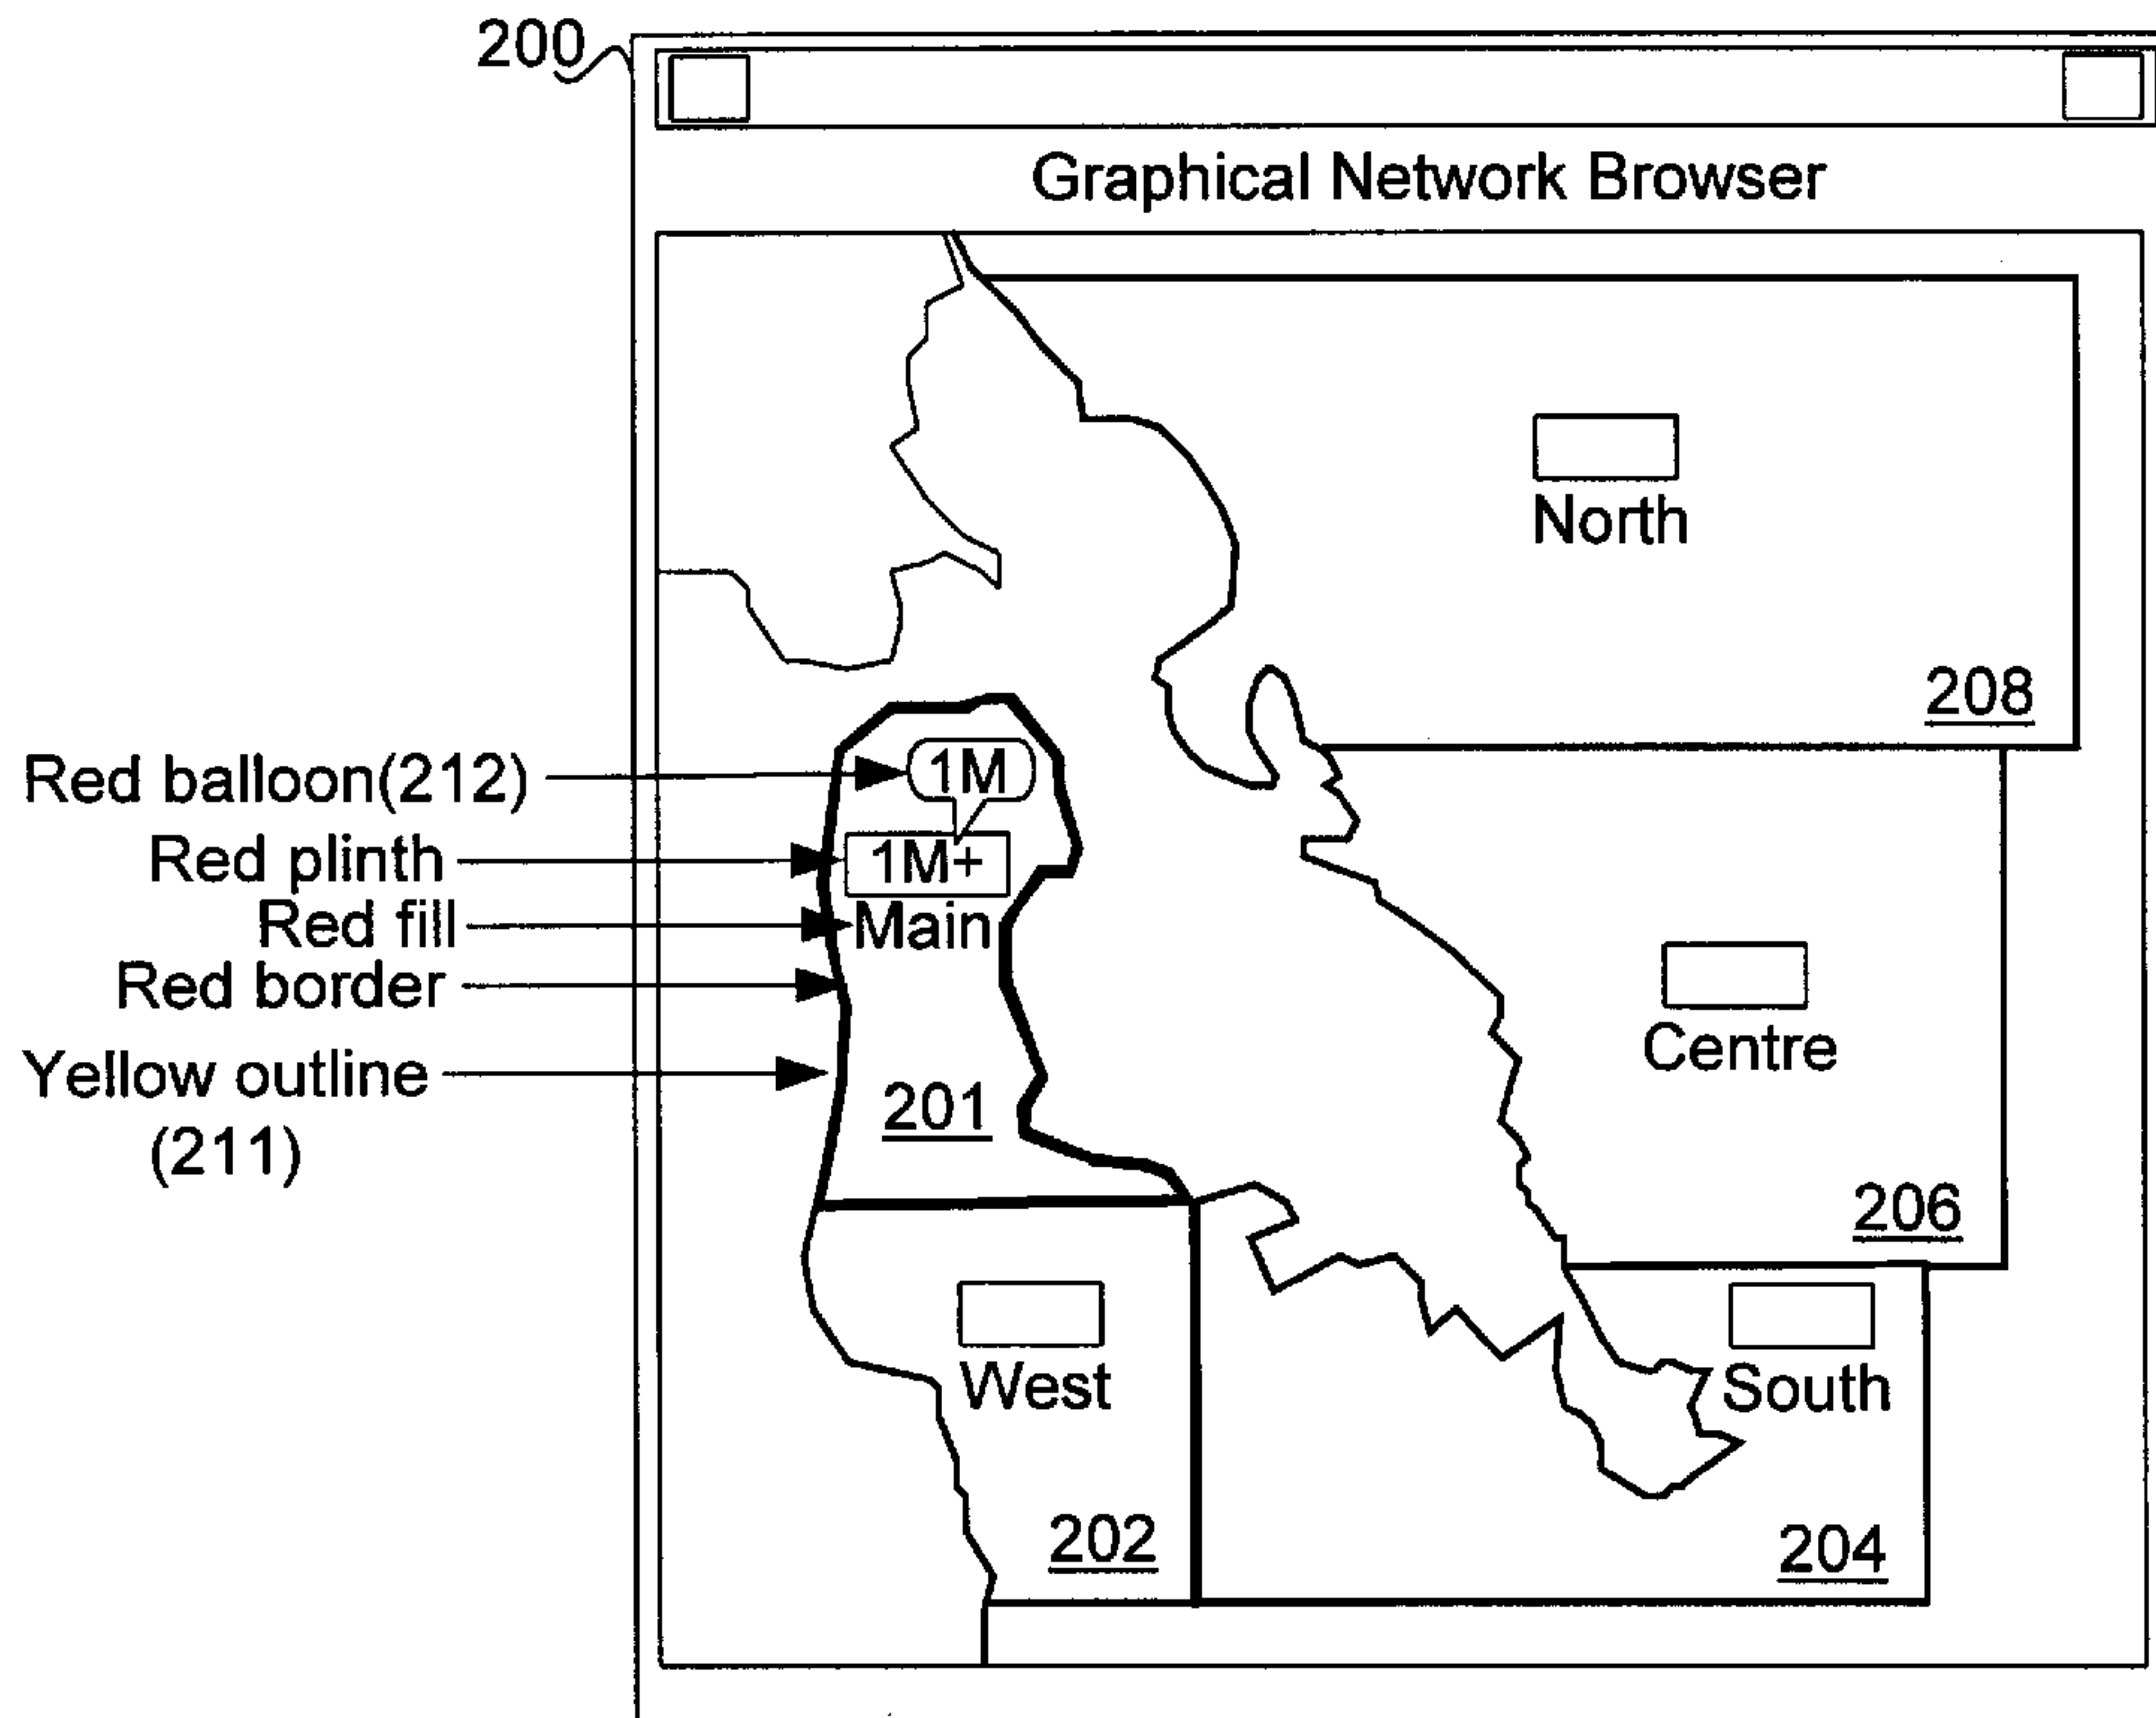 200
Graphical Network Browser
North
208
Red balloon(212)
1M
Red plinth
1M+
Red fill
Main
Red border
Centre
Yellow outline
(211)
201
206
West
South
202
204